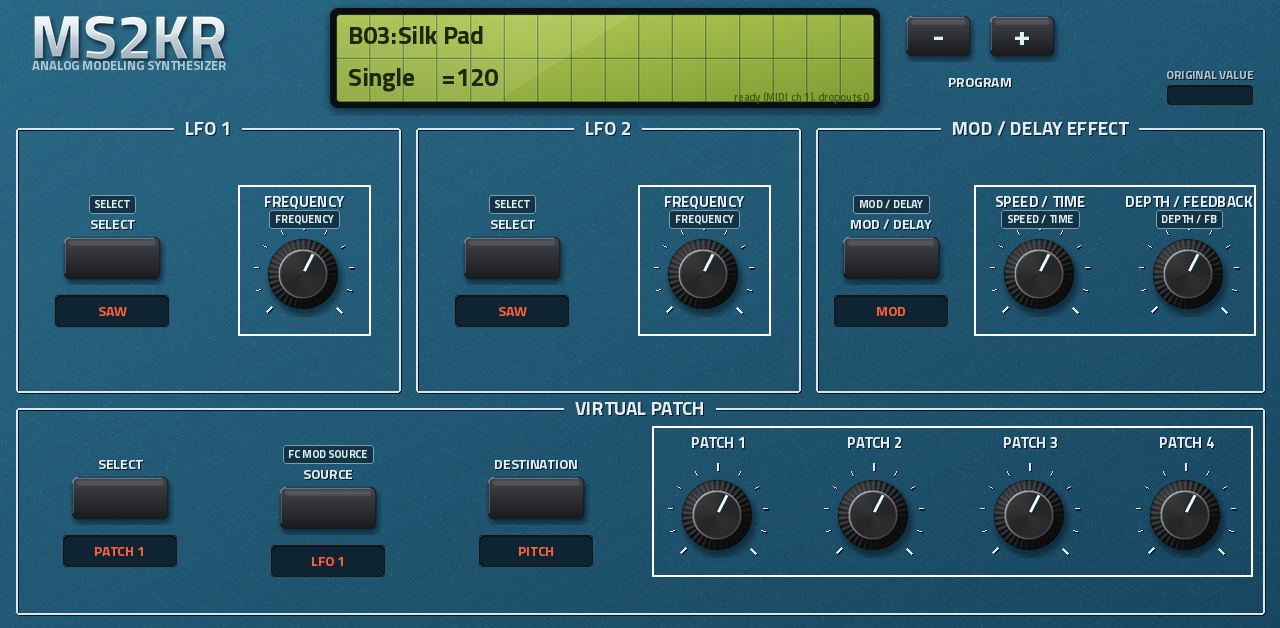 MS2KR
ANALOG MODELING SYNTHESIZER
B03:Silk Pad
Single =120
ready (MIDI ch 1), dropouts 0
- +
PROGRAM
ORIGINAL VALUE
LFO 1
SELECT
SELECT
SAW
FREQUENCY
FREQUENCY
LFO 2
SELECT
SELECT
SAW
FREQUENCY
FREQUENCY
MOD / DELAY EFFECT
MOD / DELAY
MOD / DELAY
MOD
SPEED / TIME
SPEED / TIME
DEPTH / FEEDBACK
DEPTH / FB
VIRTUAL PATCH
SELECT
PATCH 1
FC MOD SOURCE
SOURCE
LFO 1
DESTINATION
PITCH
PATCH 1
PATCH 2
PATCH 3
PATCH 4